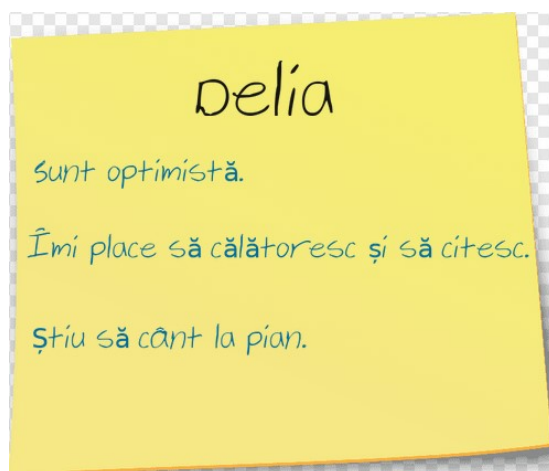 Delia
Sunt optimistă.
Îmi place să călătoresc și să citesc.
Știu să cânt la pian.